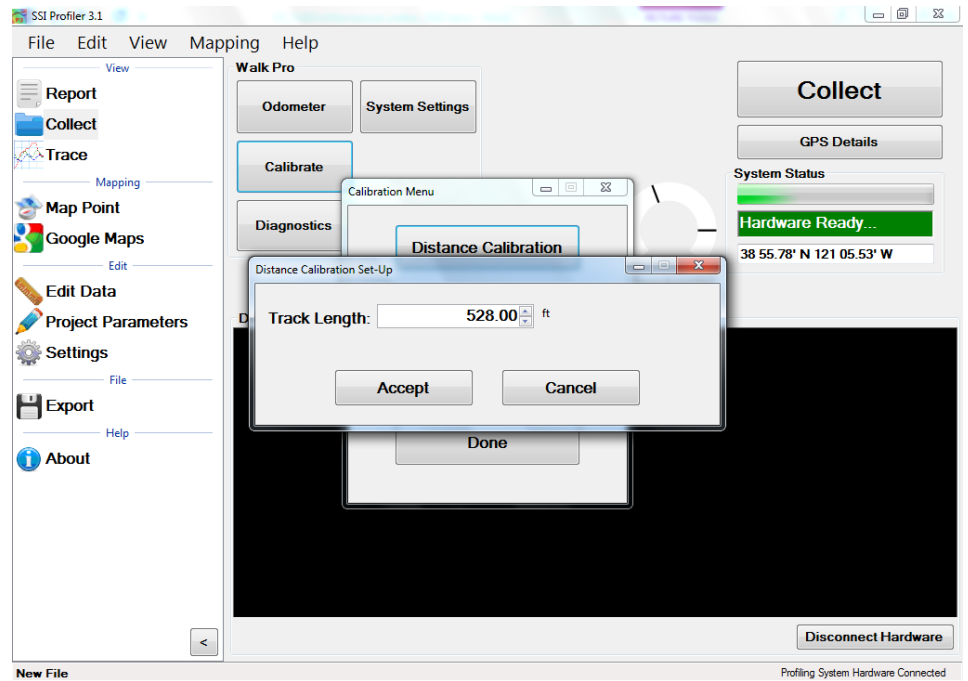 SSI Profiler 3.1
File Edit View Mapping Help
View
Report
Collect
Trace
Mapping
Map Point
Google Maps
Edit
Edit Data
Project Parameters
Settings
File
Export
Help
About
<
Walk Pro
Odometer System Settings
Calibrate
Diagnostics
Calibration Menu
Distance Calibration
Distance Calibration Set-Up
Track Length: 528.00 ft
Accept Cancel
Done
Collect
GPS Details
System Status
Hardware Ready...
38 55.78' N 121 05.53' W
Disconnect Hardware
New File
Profiling System Hardware Connected